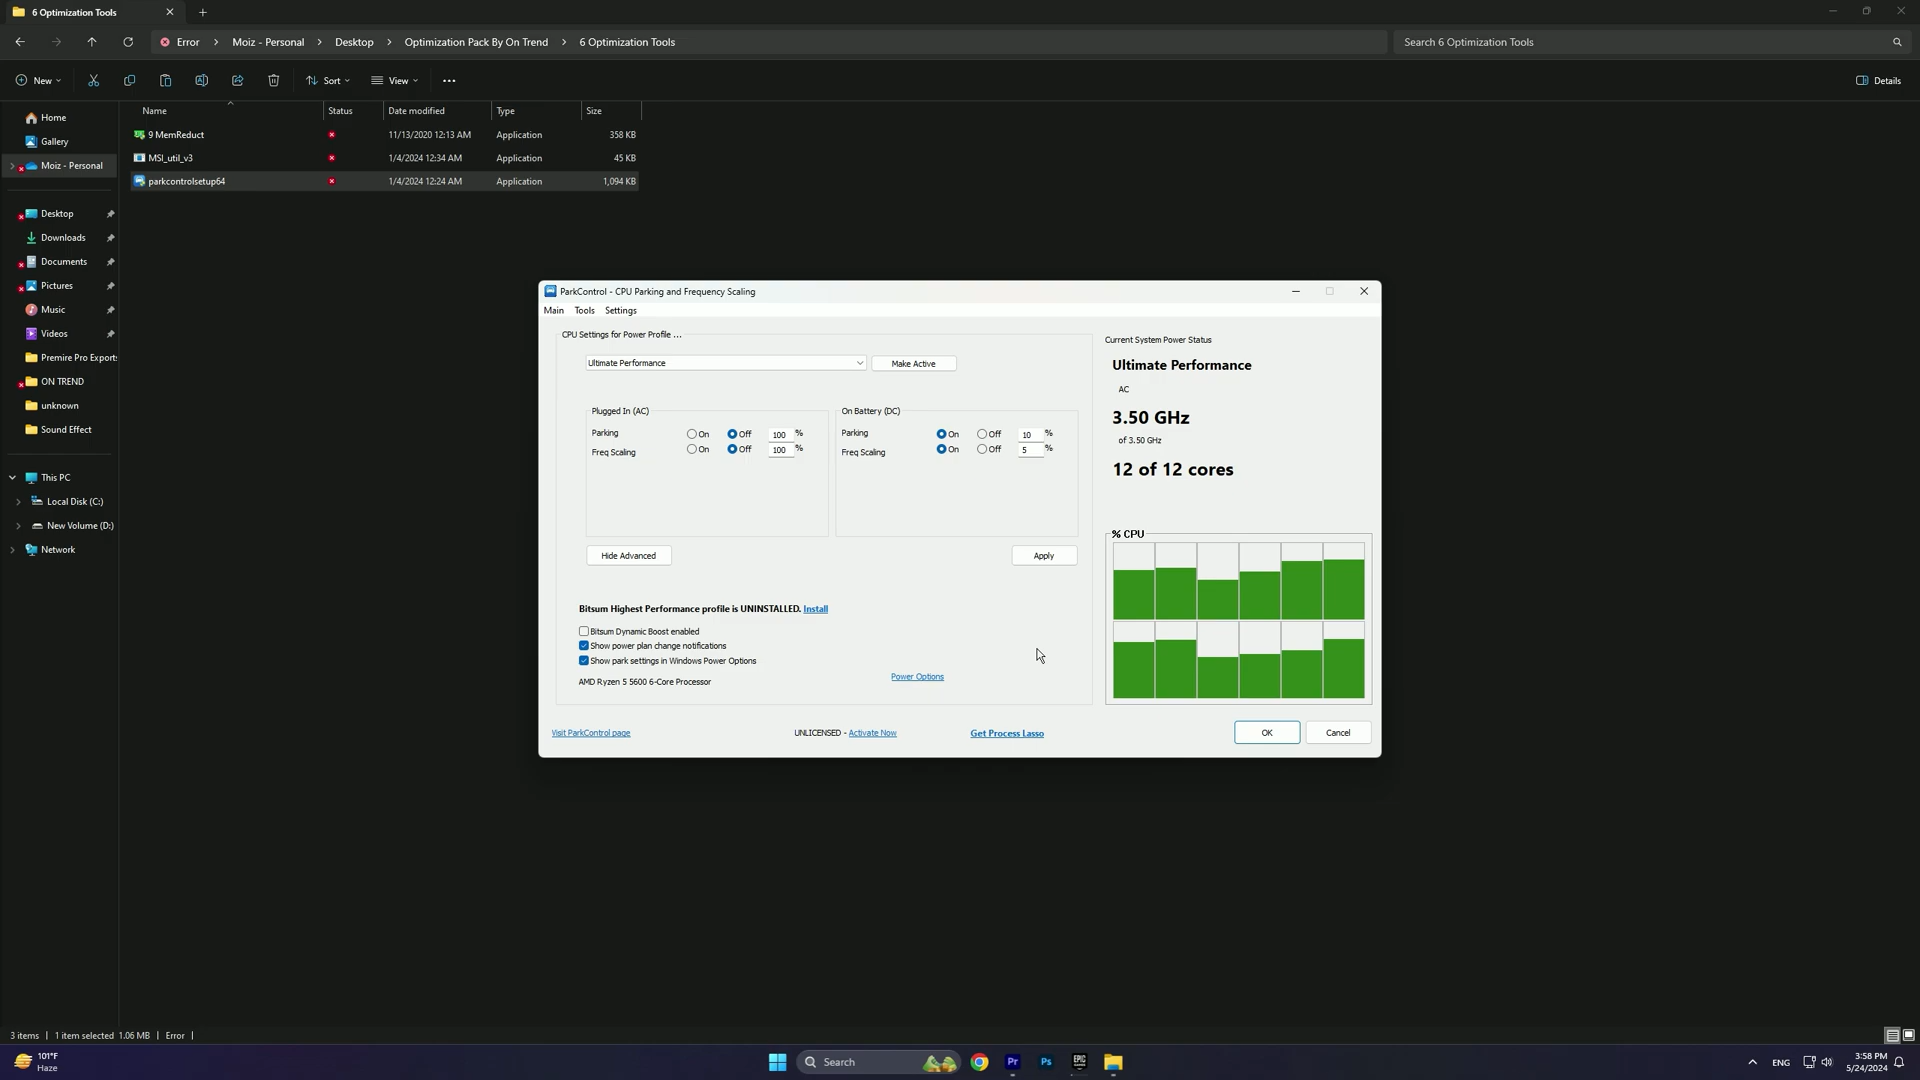 6 Optimization Tools
Error > Moiz - Personal > Desktop > Optimization Pack By On Trend > 6 Optimization Tools
Search 6 Optimization Tools
New
Sort
View
Details
Name Status Date modified Type Size
9 MemReduct 11/13/2020 12:13 AM Application 358 KB
MSI_util_v3 1/4/2024 12:34 AM Application 45 KB
parkcontrolsetup64 1/4/2024 12:24 AM Application 1,094 KB
Home
Gallery
Moiz - Personal
Desktop
Downloads
Documents
Pictures
Music
Videos
Premire Pro Exports
ON TREND
unknown
Sound Effect
This PC
Local Disk (C:)
New Volume (D:)
Network
ParkControl - CPU Parking and Frequency Scaling
Main Tools Settings
CPU Settings for Power Profile ...
Ultimate Performance
Make Active
Plugged In (AC)
Parking On Off 100 %
Freq Scaling On Off 100 %
On Battery (DC)
Parking On Off 10 %
Freq Scaling On Off 5 %
Hide Advanced
Apply
Bitsum Highest Performance profile is UNINSTALLED. Install
Bitsum Dynamic Boost enabled
Show power plan change notifications
Show park settings in Windows Power Options
AMD Ryzen 5 5600 6-Core Processor
Power Options
Current System Power Status
Ultimate Performance
AC
3.50 GHz
of 3.50 GHz
12 of 12 cores
% CPU
Visit ParkControl page
UNLICENSED - Activate Now
Get Process Lasso
OK
Cancel
3 items | 1 item selected 1.06 MB | Error |
101°F
Haze
Search
Pr
Ps
EPIC
GAMES
ENG
3:58 PM
5/24/2024